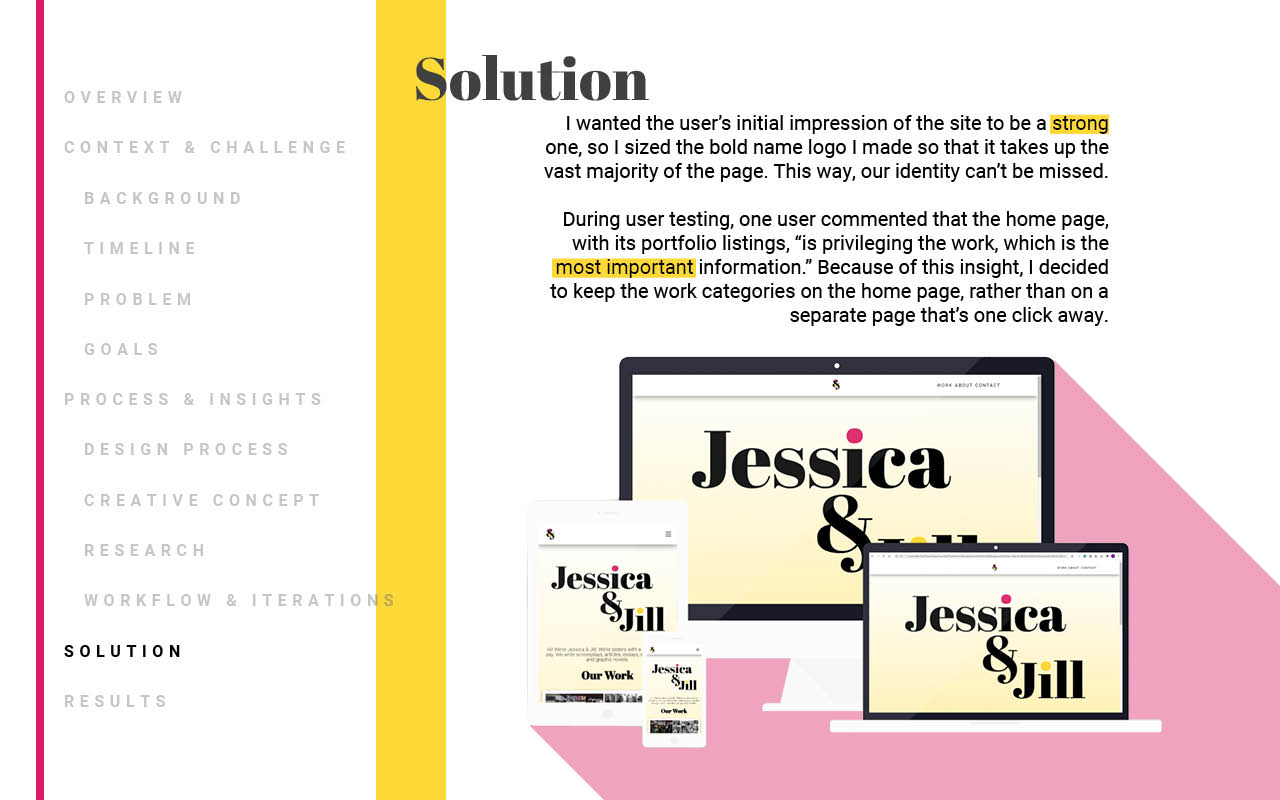 OVERVIEW
CONTEXT & CHALLENGE
BACKGROUND
TIMELINE
PROBLEM
GOALS
PROCESS & INSIGHTS
DESIGN PROCESS
CREATIVE CONCEPT
RESEARCH
WORKFLOW & ITERATIONS
SOLUTION
RESULTS
Solution
I wanted the user’s initial impression of the site to be a strong
one, so I sized the bold name logo I made so that it takes up the
vast majority of the page. This way, our identity can’t be missed.
During user testing, one user commented that the home page,
with its portfolio listings, “is privileging the work, which is the
most important information.” Because of this insight, I decided
to keep the work categories on the home page, rather than on a
separate page that’s one click away.
WORK ABOUT CONTACT
Jessica
& Jill
Jessica
&
Jill
Hi! We're Jessica & Jill. We're sisters with a
pay. We write screenplays, articles, essays,
and graphic novels.
Our Work
Jessica
&
Jill
Our Work
WORK ABOUT CONTACT
Jessica
&
Jill